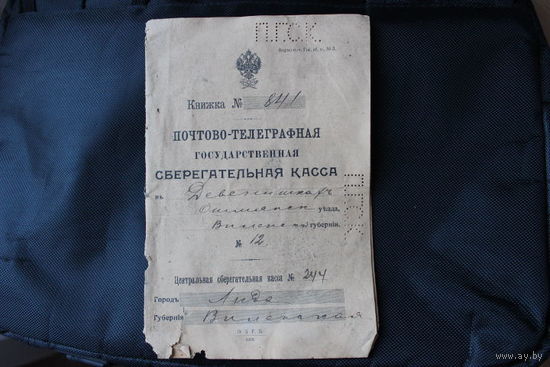 П.Г.С.К.
Книжка № 841
ПОЧТОВО-ТЕЛЕГРАФНАЯ
ГОСУДАРСТВЕННАЯ
СБЕРЕГАТЕЛЬНАЯ КАССА
въ Девенишкахъ
Ошмянск уѣзда,
Виленск губерніи.
№ 12
Центральная сберегательная касса № 244
Городъ Лида
Губернія Виленская
www.ay.by